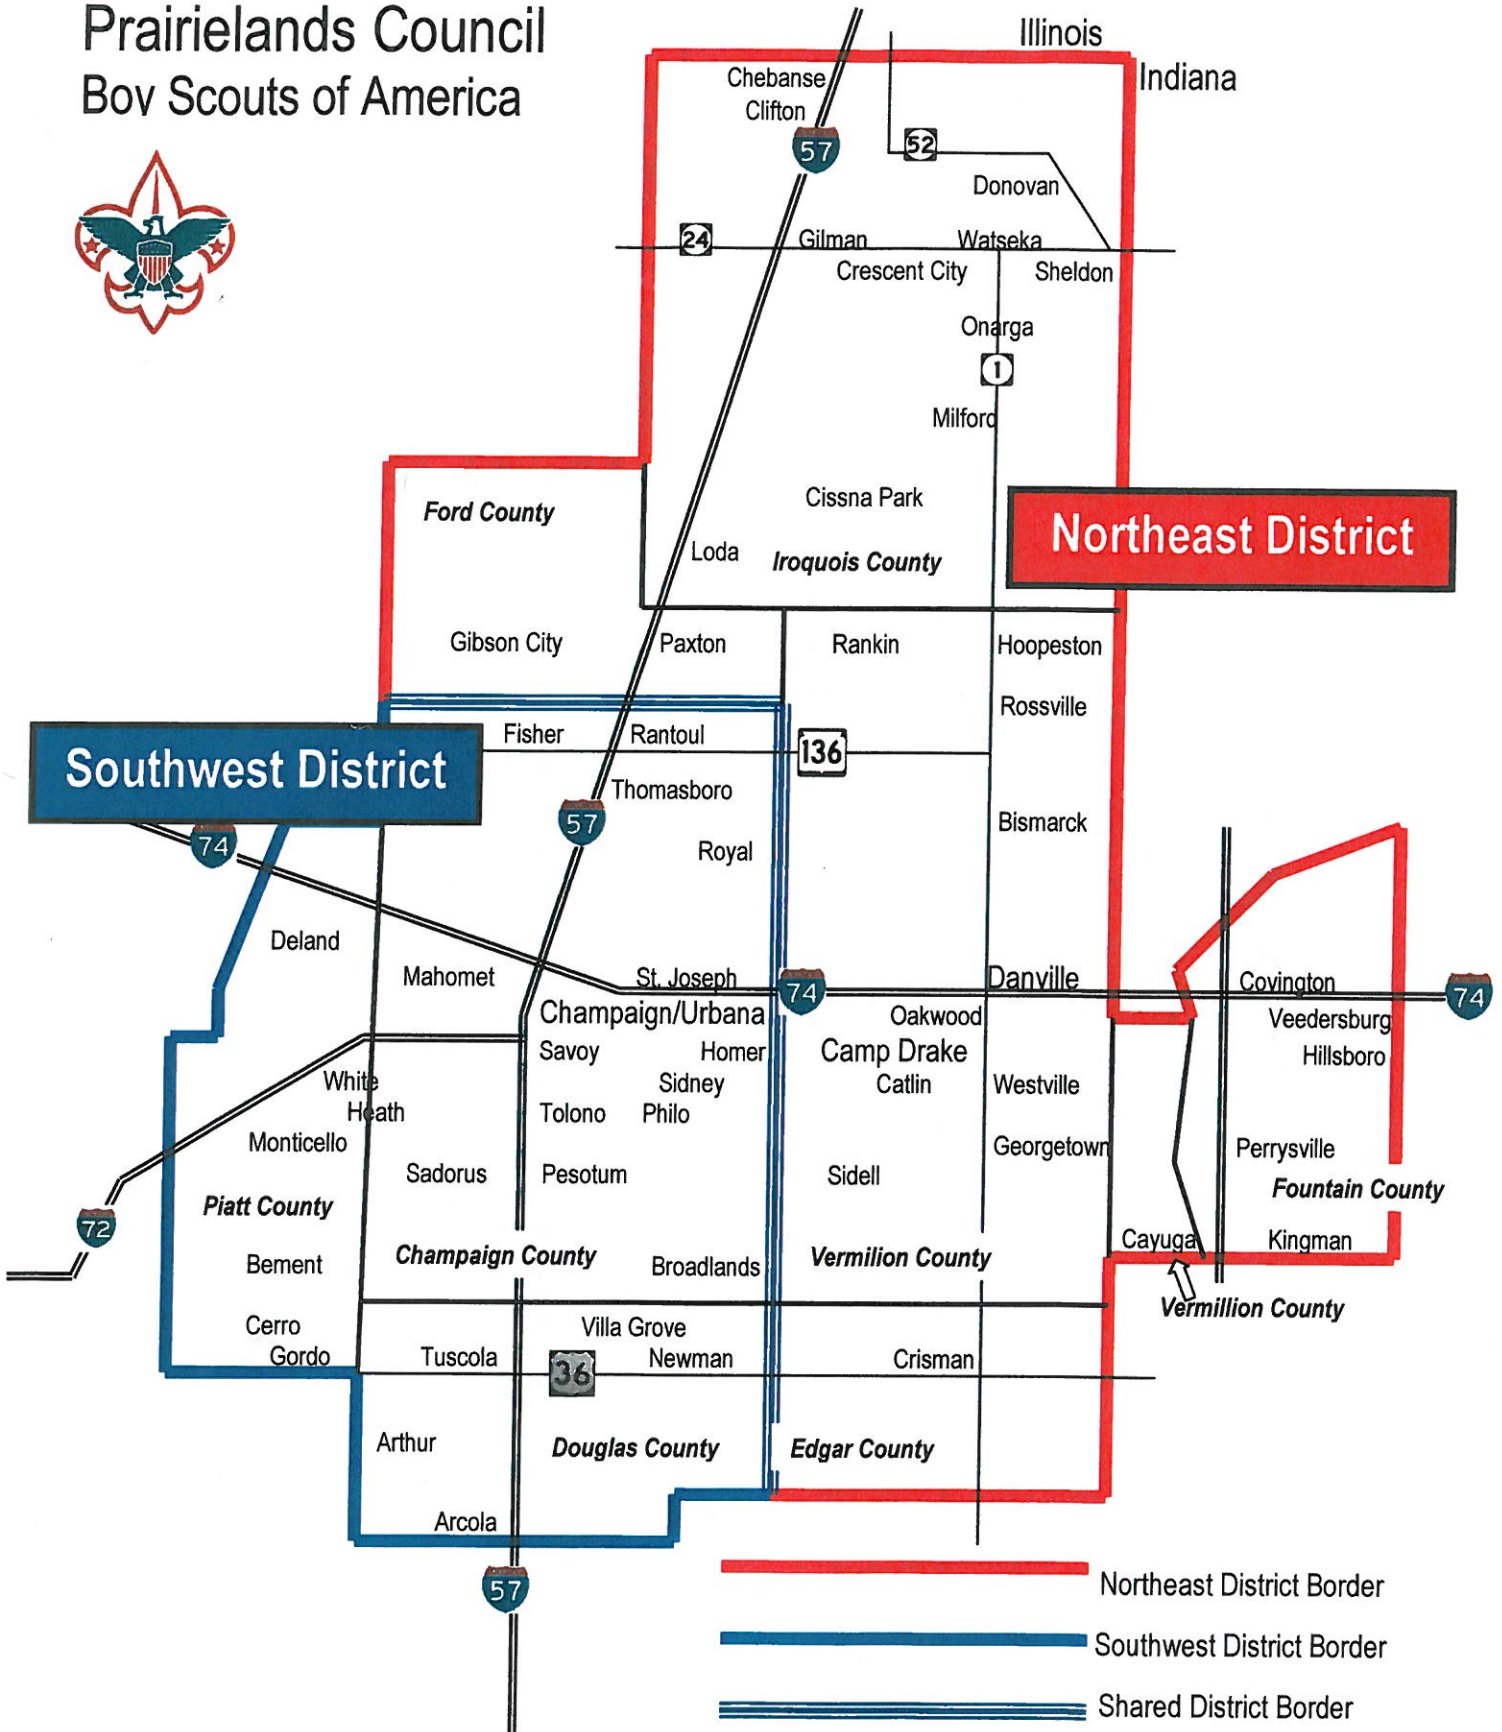 Prairielands Council
Boy Scouts of America
Illinois
Indiana
Chebanse
Clifton
57
52
Donovan
24
Gilman
Watseka
Crescent City
Sheldon
Onarga
1
Milford
Cissna Park
Ford County
Northeast District
Loda
Iroquois County
Gibson City
Paxton
Rankin
Hoopeston
Rossville
Fisher
Rantoul
136
Southwest District
Thomasboro
57
Bismarck
74
Royal
Deland
Mahomet
St. Joseph
74
Danville
Covington
74
Champaign/Urbana
Oakwood
Veedersburg
Savoy
Homer
Camp Drake
Hillsboro
White
Heath
Sidney
Catlin
Westville
Tolono
Philo
Monticello
Georgetown
Perrysville
Sadorus
Pesotum
Sidell
Fountain County
Piatt County
72
Cayuga
Kingman
Bement
Champaign County
Broadlands
Vermilion County
Vermillion County
Cerro
Gordo
Villa Grove
Tuscola
36
Newman
Crisman
Arthur
Douglas County
Edgar County
Arcola
57
Northeast District Border
Southwest District Border
Shared District Border